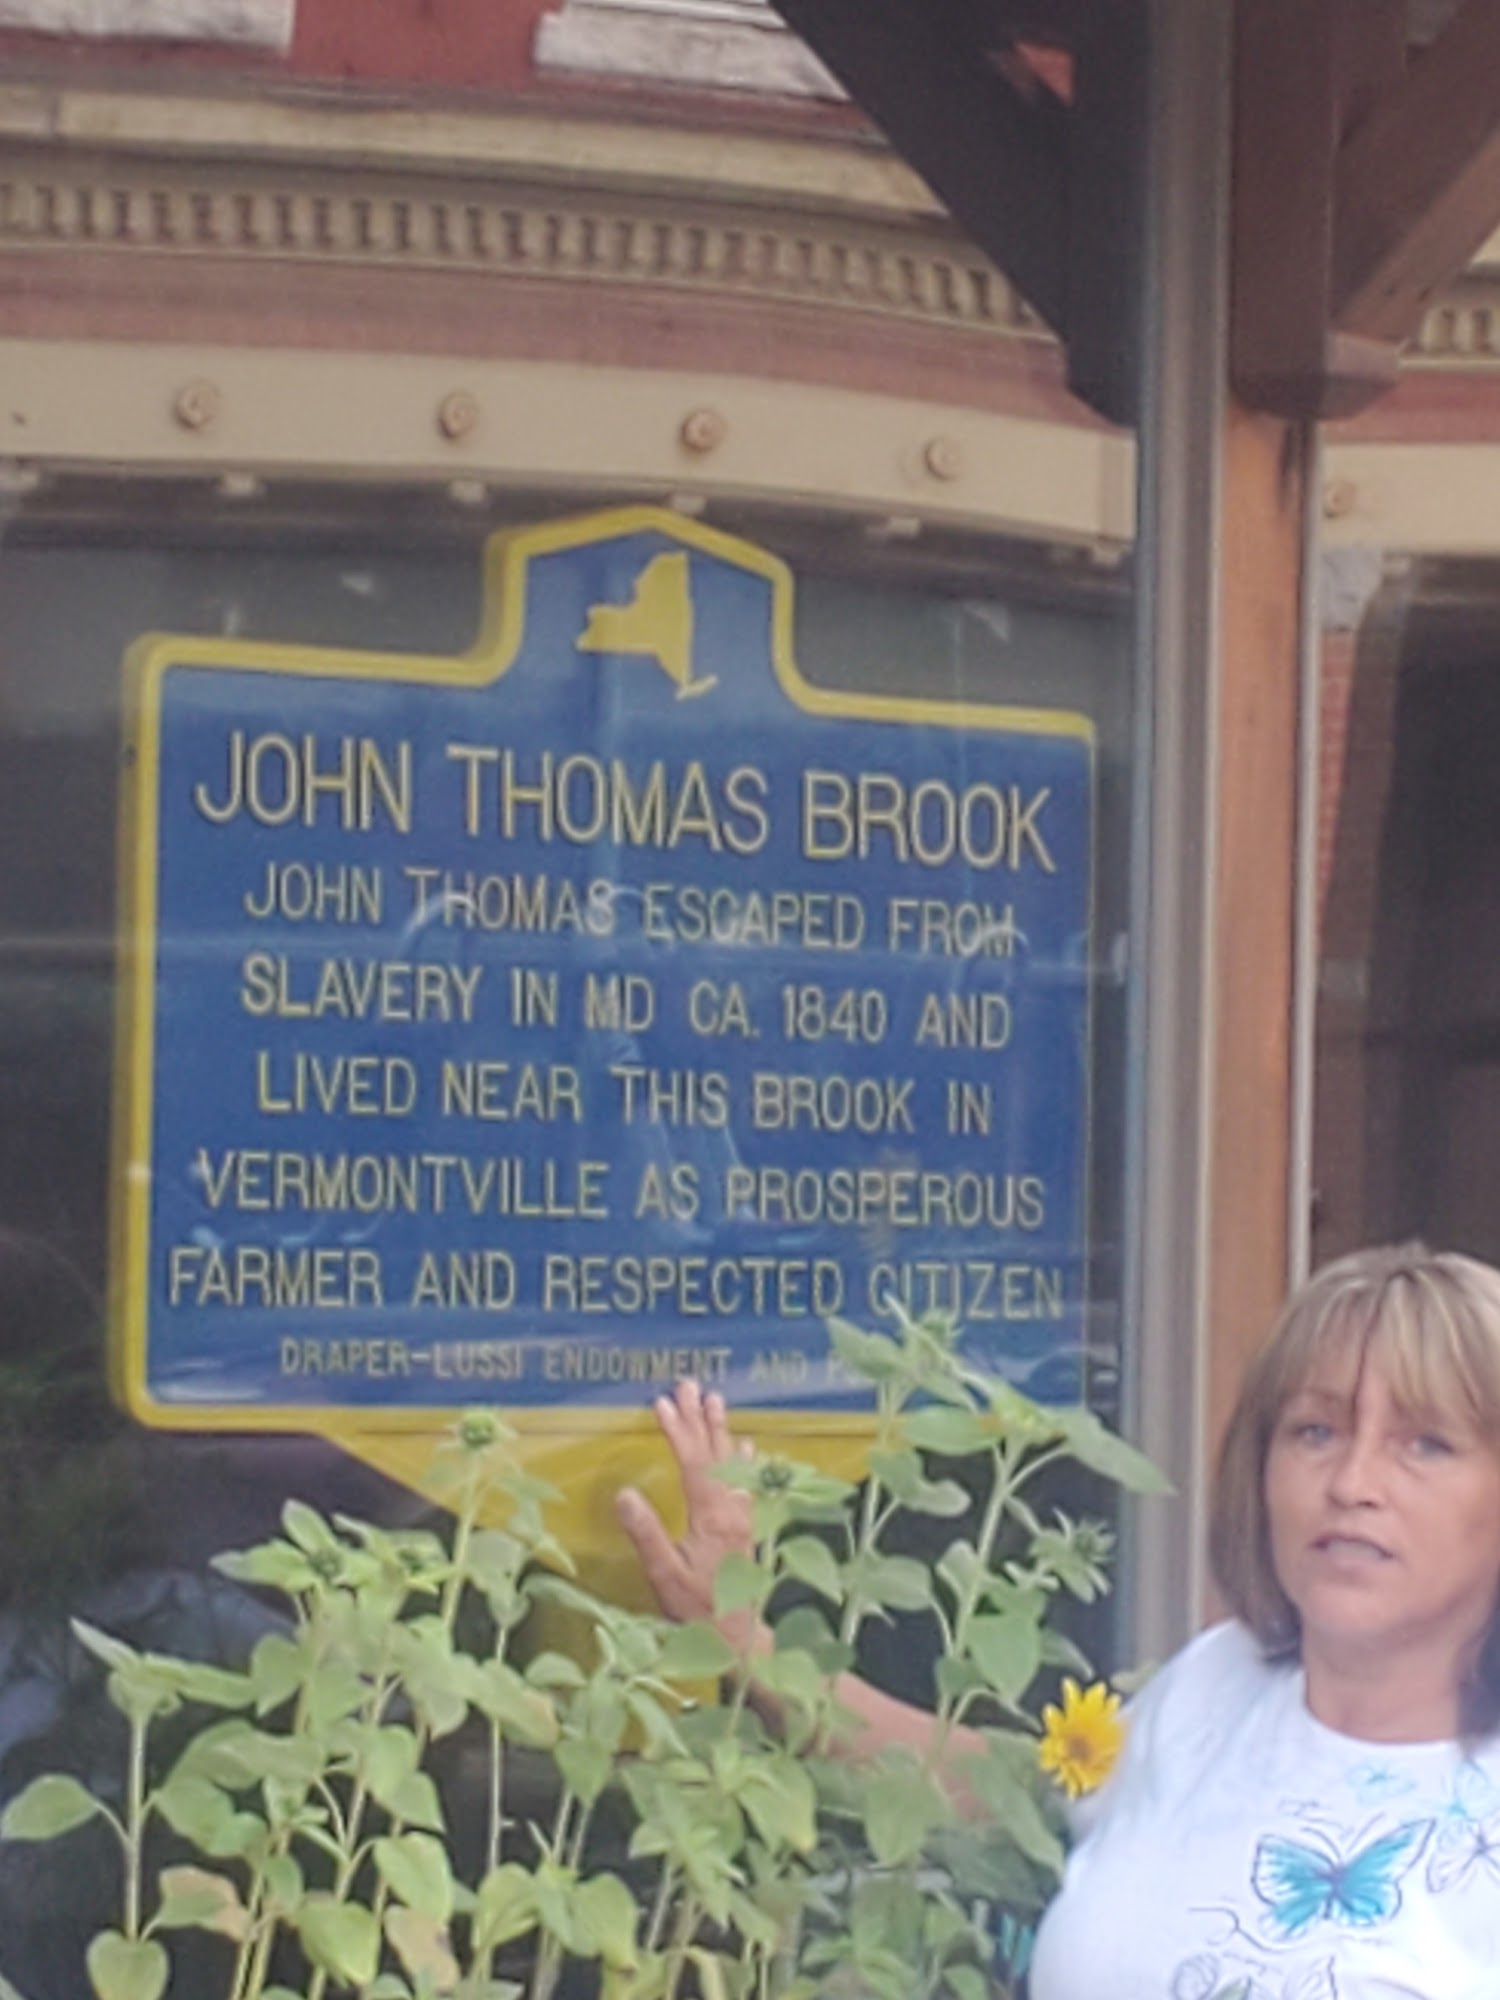 JOHN THOMAS BROOK
JOHN THOMAS ESCAPED FROM
SLAVERY IN MD CA. 1840 AND
LIVED NEAR THIS BROOK IN
VERMONTVILLE AS PROSPEROUS
FARMER AND RESPECTED CITIZEN
DRAPER-LUSSI ENDOWMENT AND